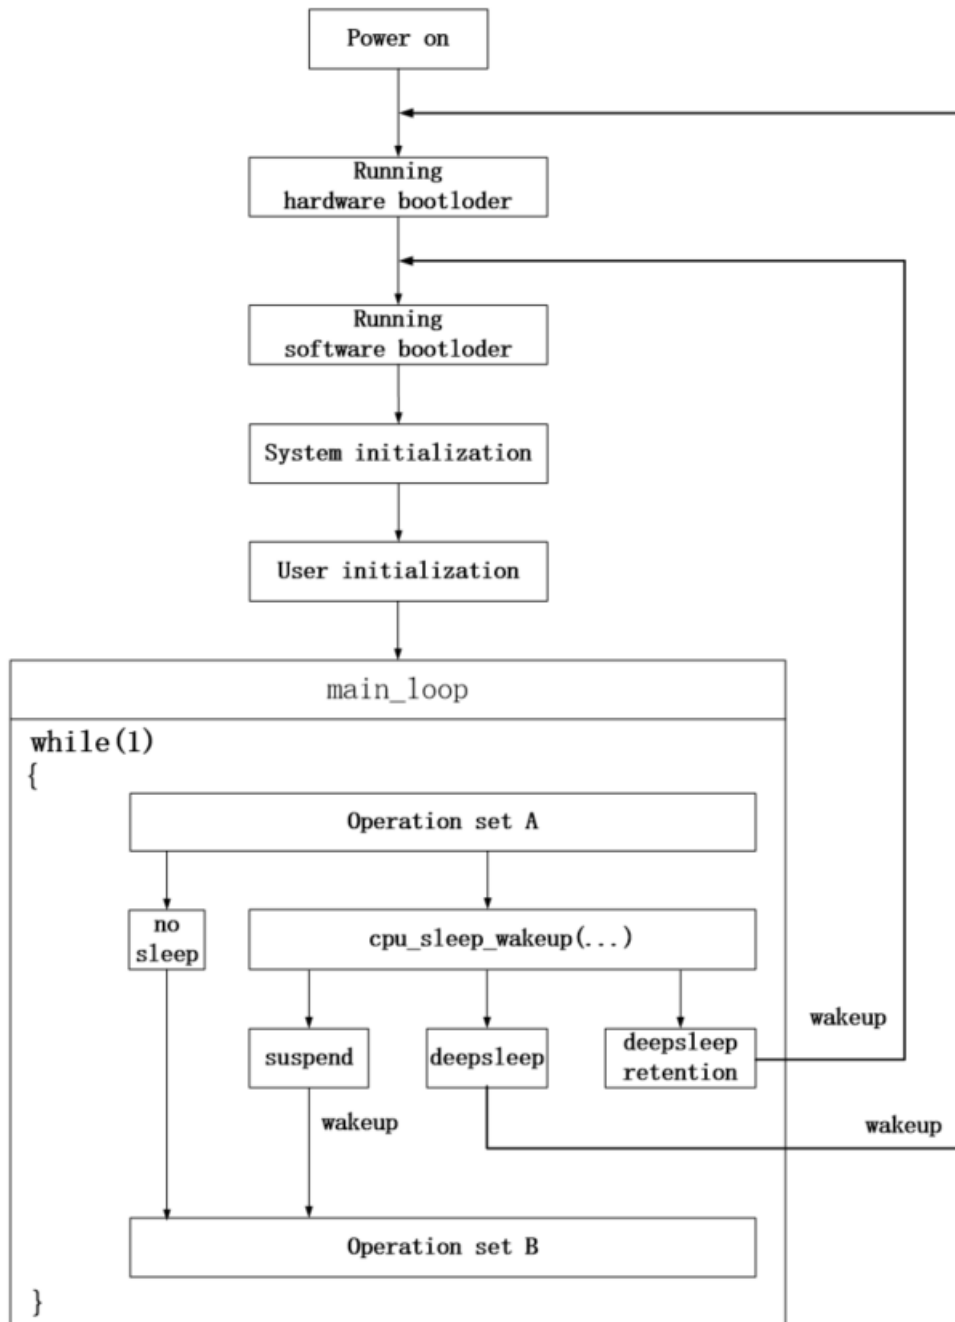 Power on
Running
hardware bootloder
Running
software bootloder
System initialization
User initialization
main_loop
while(1)
{
Operation set A
no
sleep
cpu_sleep_wakeup(...)
suspend
deepsleep
deepsleep
retention
wakeup
wakeup
wakeup
Operation set B
}